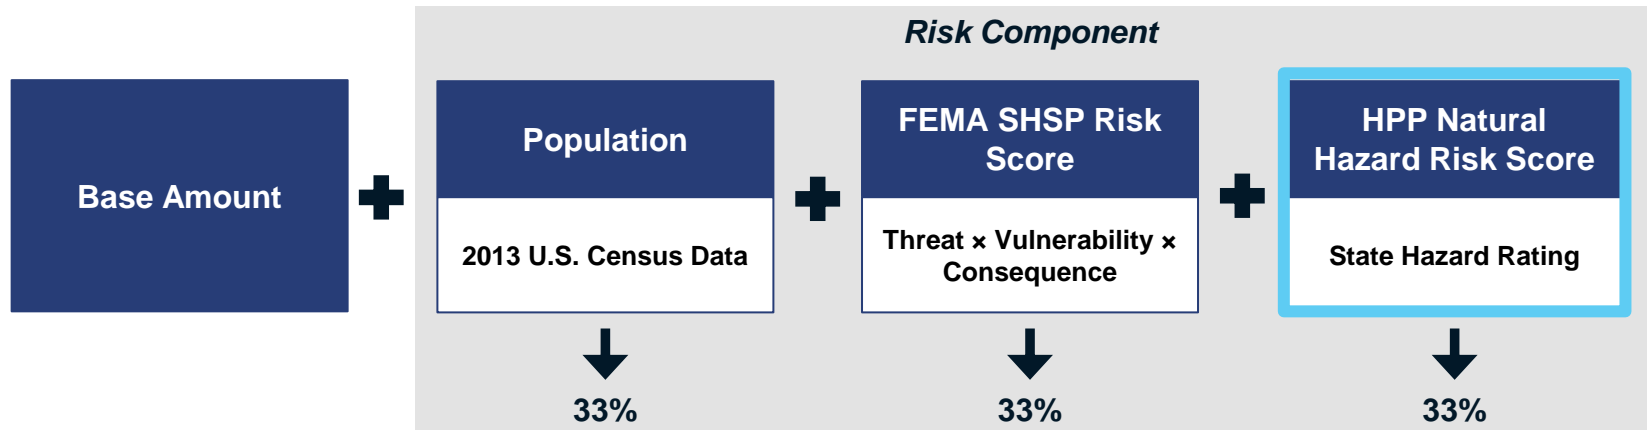 Risk Component
Base Amount
Population
2013 U.S. Census Data
33%
FEMA SHSP Risk
Score
Threat × Vulnerability ×
Consequence
33%
HPP Natural
Hazard Risk Score
State Hazard Rating
33%